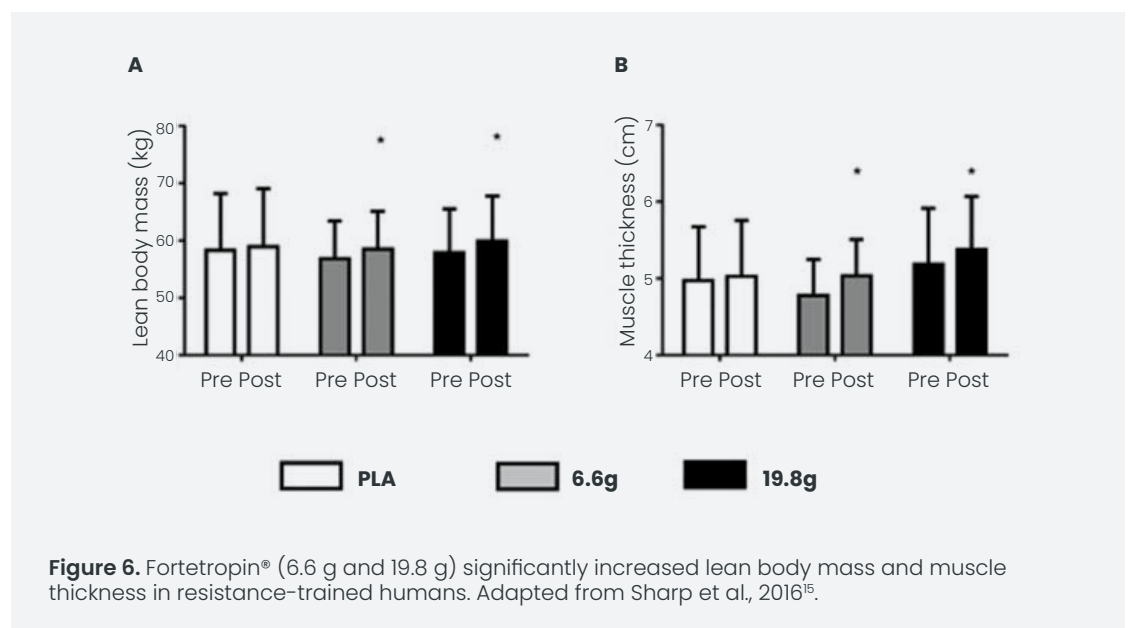 A
B
Lean body mass (kg)
80
70
60
50
40
*
*
Pre Post Pre Post Pre Post
Muscle thickness (cm)
7
6
5
4
*
*
Pre Post Pre Post Pre Post
PLA 6.6g 19.8g
Figure 6. Fortetropin® (6.6 g and 19.8 g) significantly increased lean body mass and muscle
thickness in resistance-trained humans. Adapted from Sharp et al., 2016¹⁵.